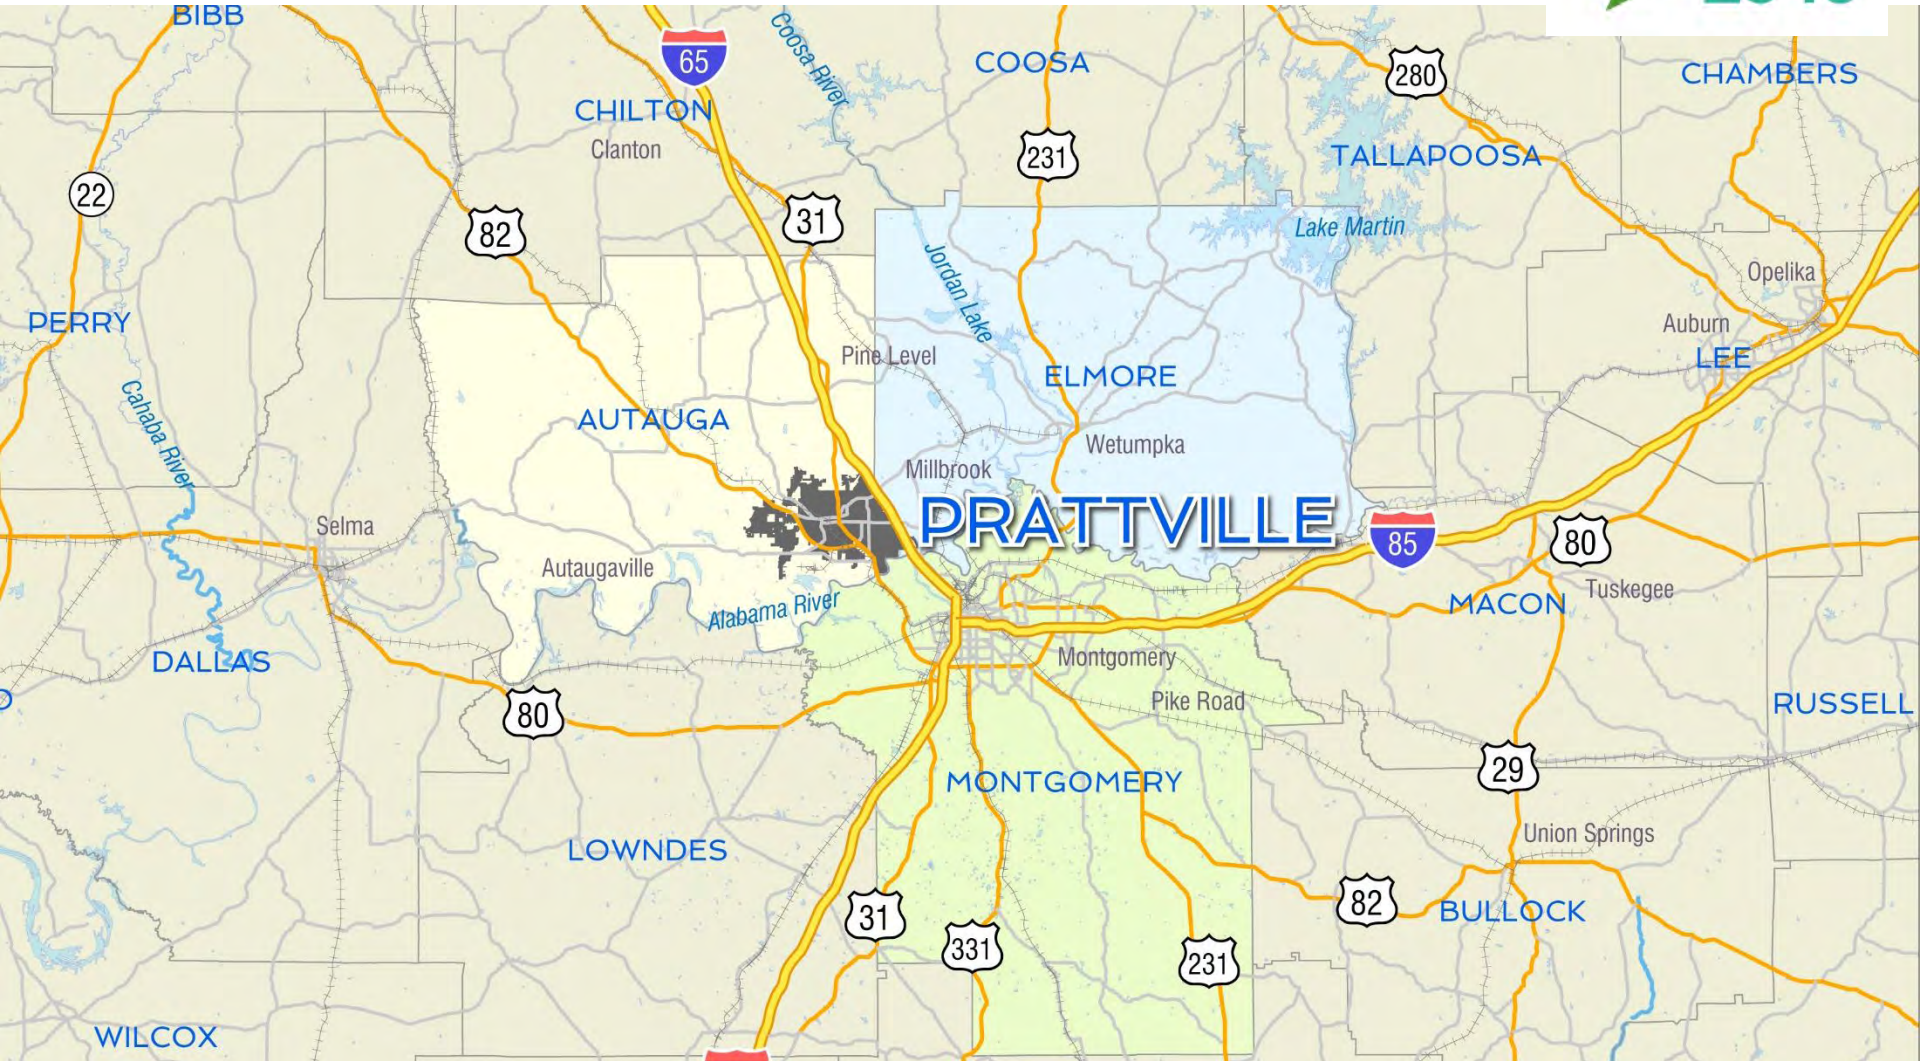 BIBB
65
Coosa River
COOSA
280
CHAMBERS
CHILTON
Clanton
231
TALLAPOOSA
22
82
31
Lake Martin
Jordan Lake
Opelika
PERRY
Auburn
LEE
Pine Level
ELMORE
Cahaba River
AUTAUGA
Wetumpka
Millbrook
PRATTVILLE
Selma
85
80
Autaugaville
Tuskegee
Alabama River
MACON
DALLAS
Montgomery
Pike Road
RUSSELL
80
29
MONTGOMERY
Union Springs
LOWNDES
31
82
BULLOCK
331
231
WILCOX